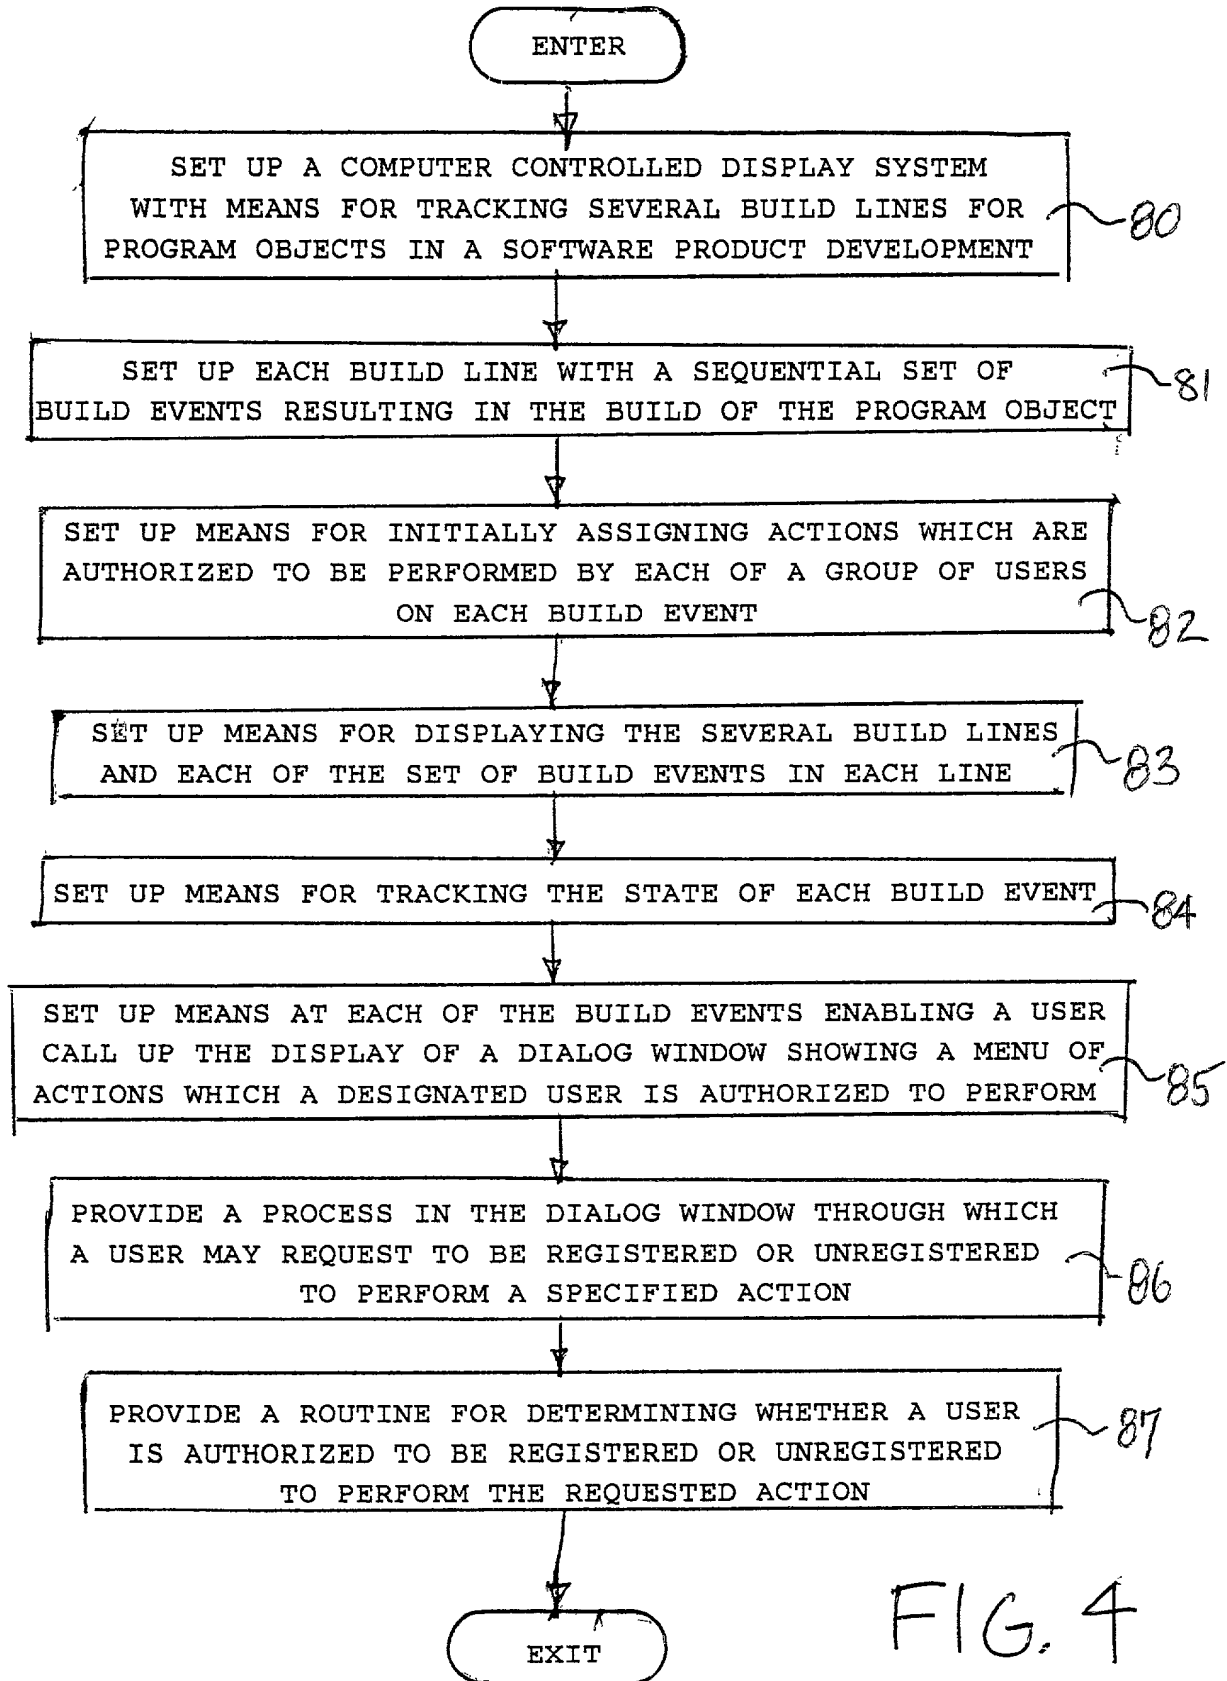 ENTER
SET UP A COMPUTER CONTROLLED DISPLAY SYSTEM
WITH MEANS FOR TRACKING SEVERAL BUILD LINES FOR
PROGRAM OBJECTS IN A SOFTWARE PRODUCT DEVELOPMENT
80
SET UP EACH BUILD LINE WITH A SEQUENTIAL SET OF
BUILD EVENTS RESULTING IN THE BUILD OF THE PROGRAM OBJECT
81
SET UP MEANS FOR INITIALLY ASSIGNING ACTIONS WHICH ARE
AUTHORIZED TO BE PERFORMED BY EACH OF A GROUP OF USERS
ON EACH BUILD EVENT
82
SET UP MEANS FOR DISPLAYING THE SEVERAL BUILD LINES
AND EACH OF THE SET OF BUILD EVENTS IN EACH LINE
83
SET UP MEANS FOR TRACKING THE STATE OF EACH BUILD EVENT
84
SET UP MEANS AT EACH OF THE BUILD EVENTS ENABLING A USER
CALL UP THE DISPLAY OF A DIALOG WINDOW SHOWING A MENU OF
ACTIONS WHICH A DESIGNATED USER IS AUTHORIZED TO PERFORM
85
PROVIDE A PROCESS IN THE DIALOG WINDOW THROUGH WHICH
A USER MAY REQUEST TO BE REGISTERED OR UNREGISTERED
TO PERFORM A SPECIFIED ACTION
86
PROVIDE A ROUTINE FOR DETERMINING WHETHER A USER
IS AUTHORIZED TO BE REGISTERED OR UNREGISTERED
TO PERFORM THE REQUESTED ACTION
87
EXIT
FIG. 4